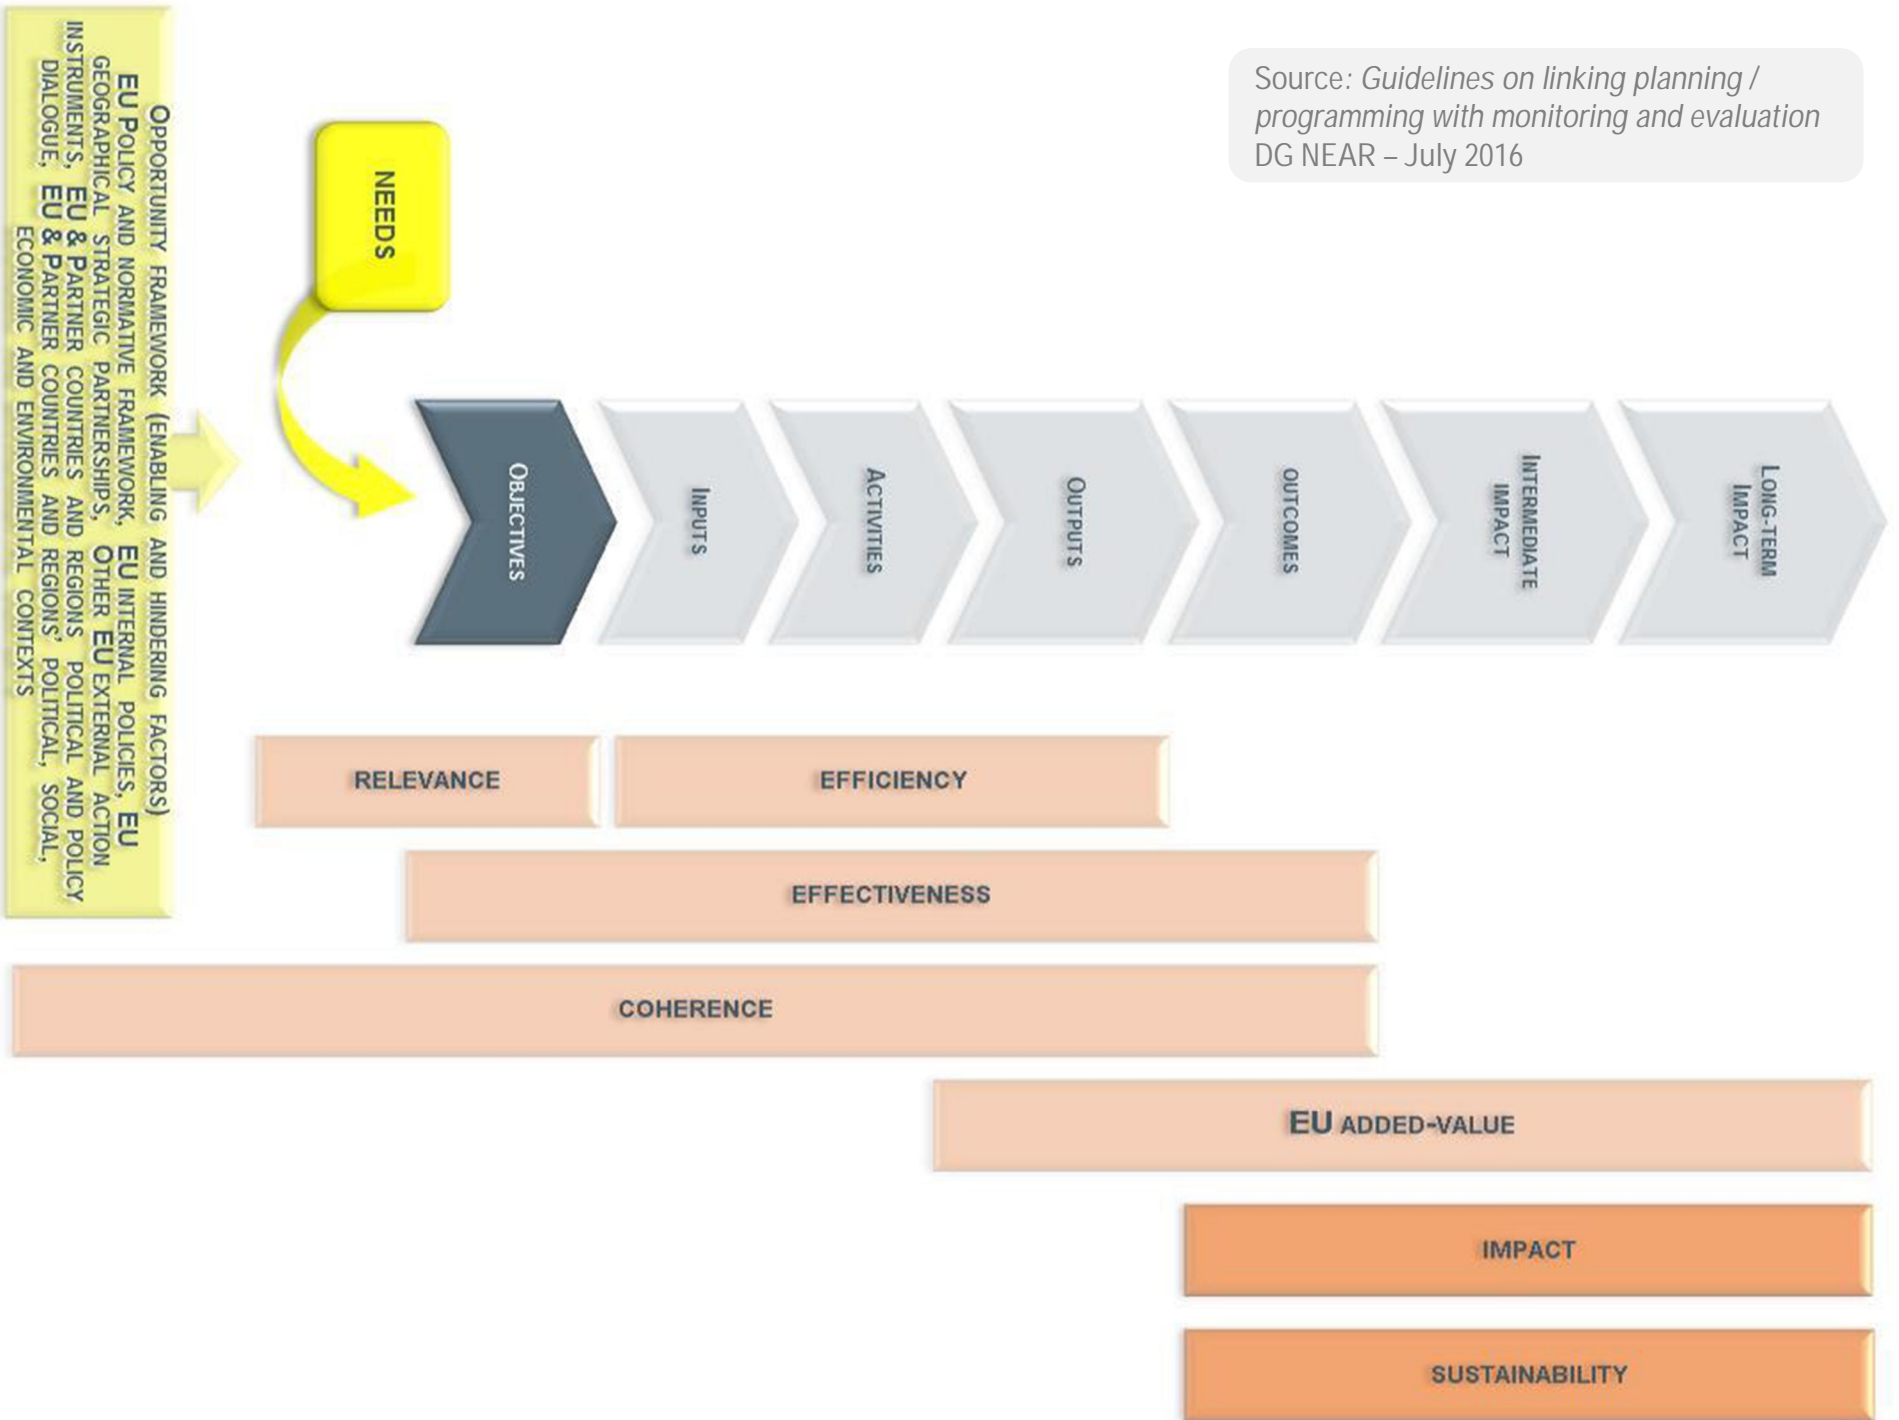 Source: Guidelines on linking planning /
programming with monitoring and evaluation
DG NEAR – July 2016
OPPORTUNITY FRAMEWORK (ENABLING AND HINDERING FACTORS)
EU POLICY AND NORMATIVE FRAMEWORK, EU INTERNAL POLICIES, EU
GEOGRAPHICAL STRATEGIC PARTNERSHIPS, OTHER EU EXTERNAL ACTION
INSTRUMENTS, EU & PARTNER COUNTRIES AND REGIONS POLITICAL AND POLICY
DIALOGUE, EU & PARTNER COUNTRIES AND REGIONS' POLITICAL, SOCIAL,
ECONOMIC AND ENVIRONMENTAL CONTEXTS
NEEDS
OBJECTIVES
INPUTS
ACTIVITIES
OUTPUTS
OUTCOMES
INTERMEDIATE
IMPACT
LONG-TERM
IMPACT
RELEVANCE
EFFICIENCY
EFFECTIVENESS
COHERENCE
EU ADDED-VALUE
IMPACT
SUSTAINABILITY